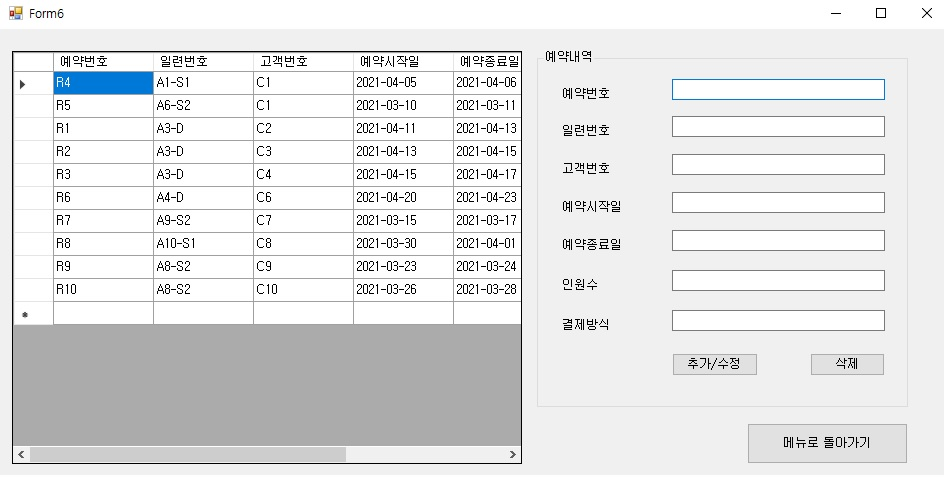 Form6
예약번호 일련번호 고객번호 예약시작일 예약종료일
R4 A1-S1 C1 2021-04-05 2021-04-06
R5 A6-S2 C1 2021-03-10 2021-03-11
R1 A3-D C2 2021-04-11 2021-04-13
R2 A3-D C3 2021-04-13 2021-04-15
R3 A3-D C4 2021-04-15 2021-04-17
R6 A4-D C6 2021-04-20 2021-04-23
R7 A9-S2 C7 2021-03-15 2021-03-17
R8 A10-S1 C8 2021-03-30 2021-04-01
R9 A8-S2 C9 2021-03-23 2021-03-24
R10 A8-S2 C10 2021-03-26 2021-03-28
예약내역
예약번호
일련번호
고객번호
예약시작일
예약종료일
인원수
결제방식
추가/수정 삭제
메뉴로 돌아가기